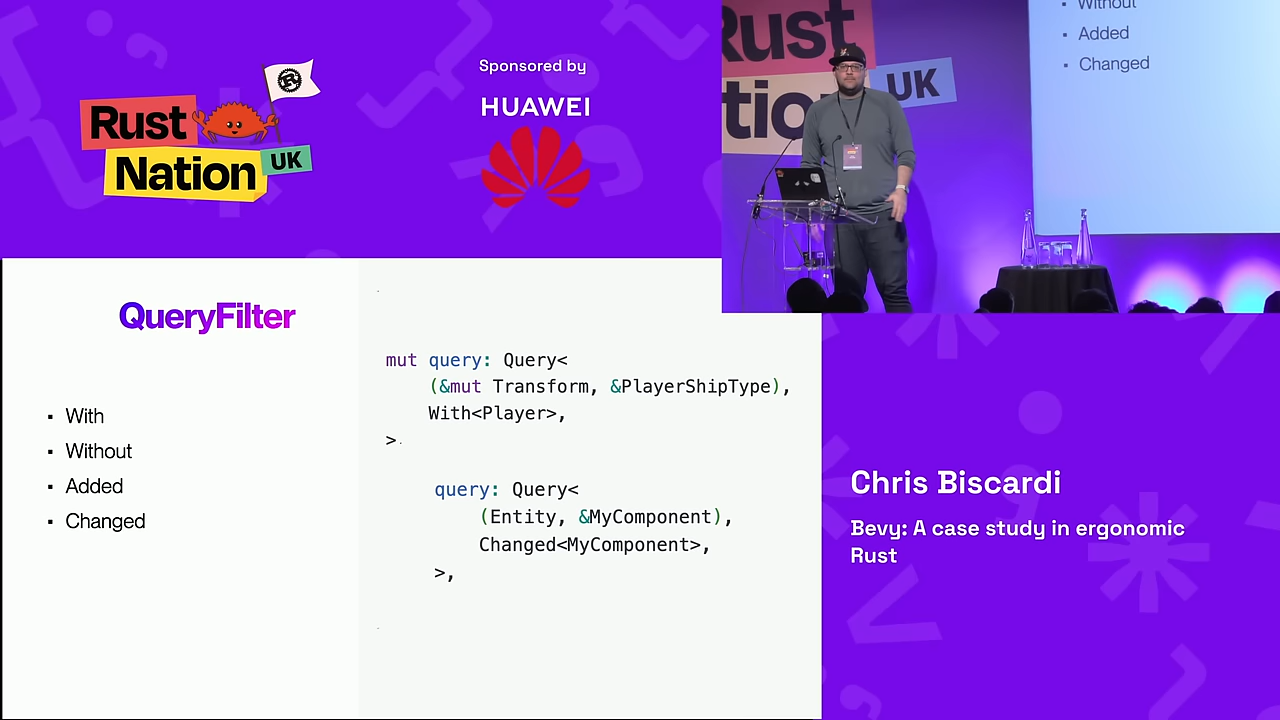 Rust
Nation
UK
Sponsored by
HUAWEI
Rust
UK
Without
Added
Changed
QueryFilter
▪ With
▪ Without
▪ Added
▪ Changed
mut query: Query<
(&mut Transform, &PlayerShipType),
With<Player>,
>
query: Query<
(Entity, &MyComponent),
Changed<MyComponent>,
>,
Chris Biscardi
Bevy: A case study in ergonomic
Rust